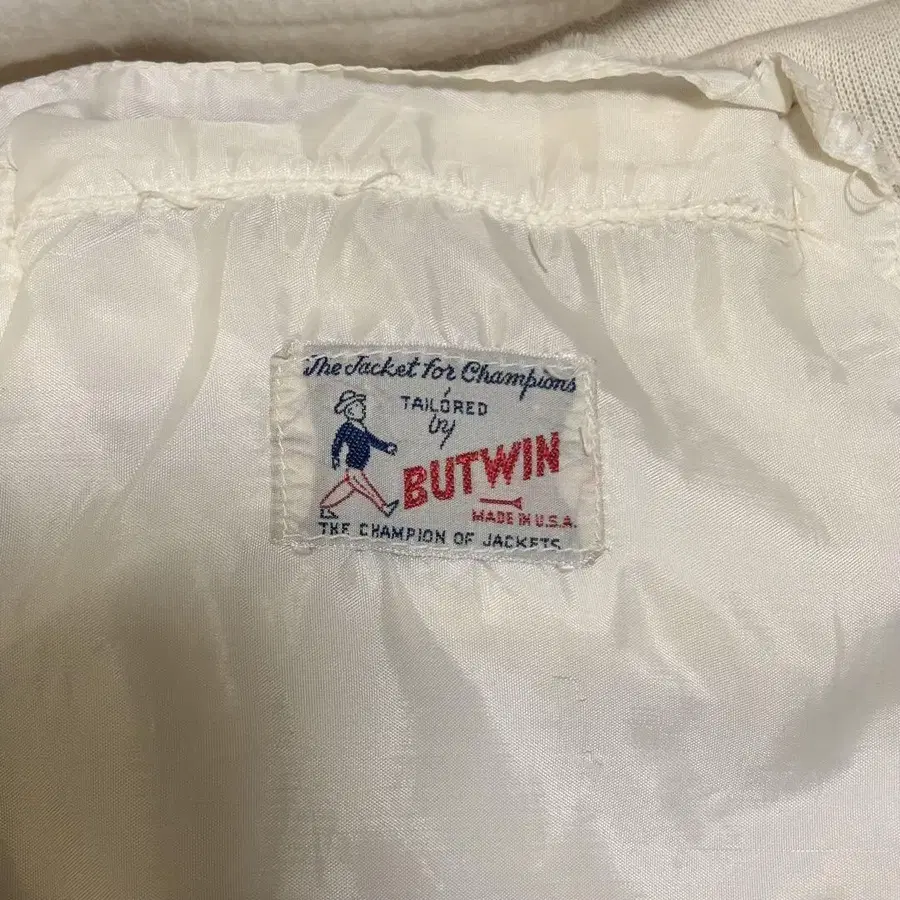 The Jacket for Champions
TAILORED
by
BUTWIN
MADE IN U.S.A.
THE CHAMPION OF JACKETS